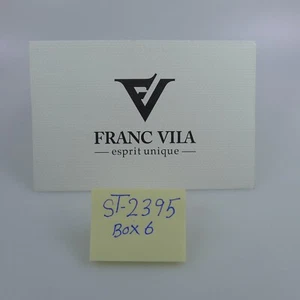 FRANC VILA
— esprit unique —
ST-2395
BOX 6